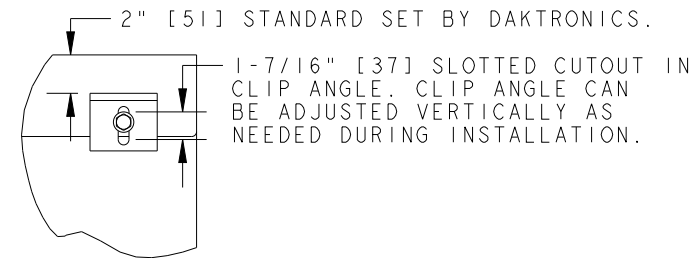 2" [51] STANDARD SET BY DAKTRONICS.
1-7/16" [37] SLOTTED CUTOUT IN
CLIP ANGLE. CLIP ANGLE CAN
BE ADJUSTED VERTICALLY AS
NEEDED DURING INSTALLATION.